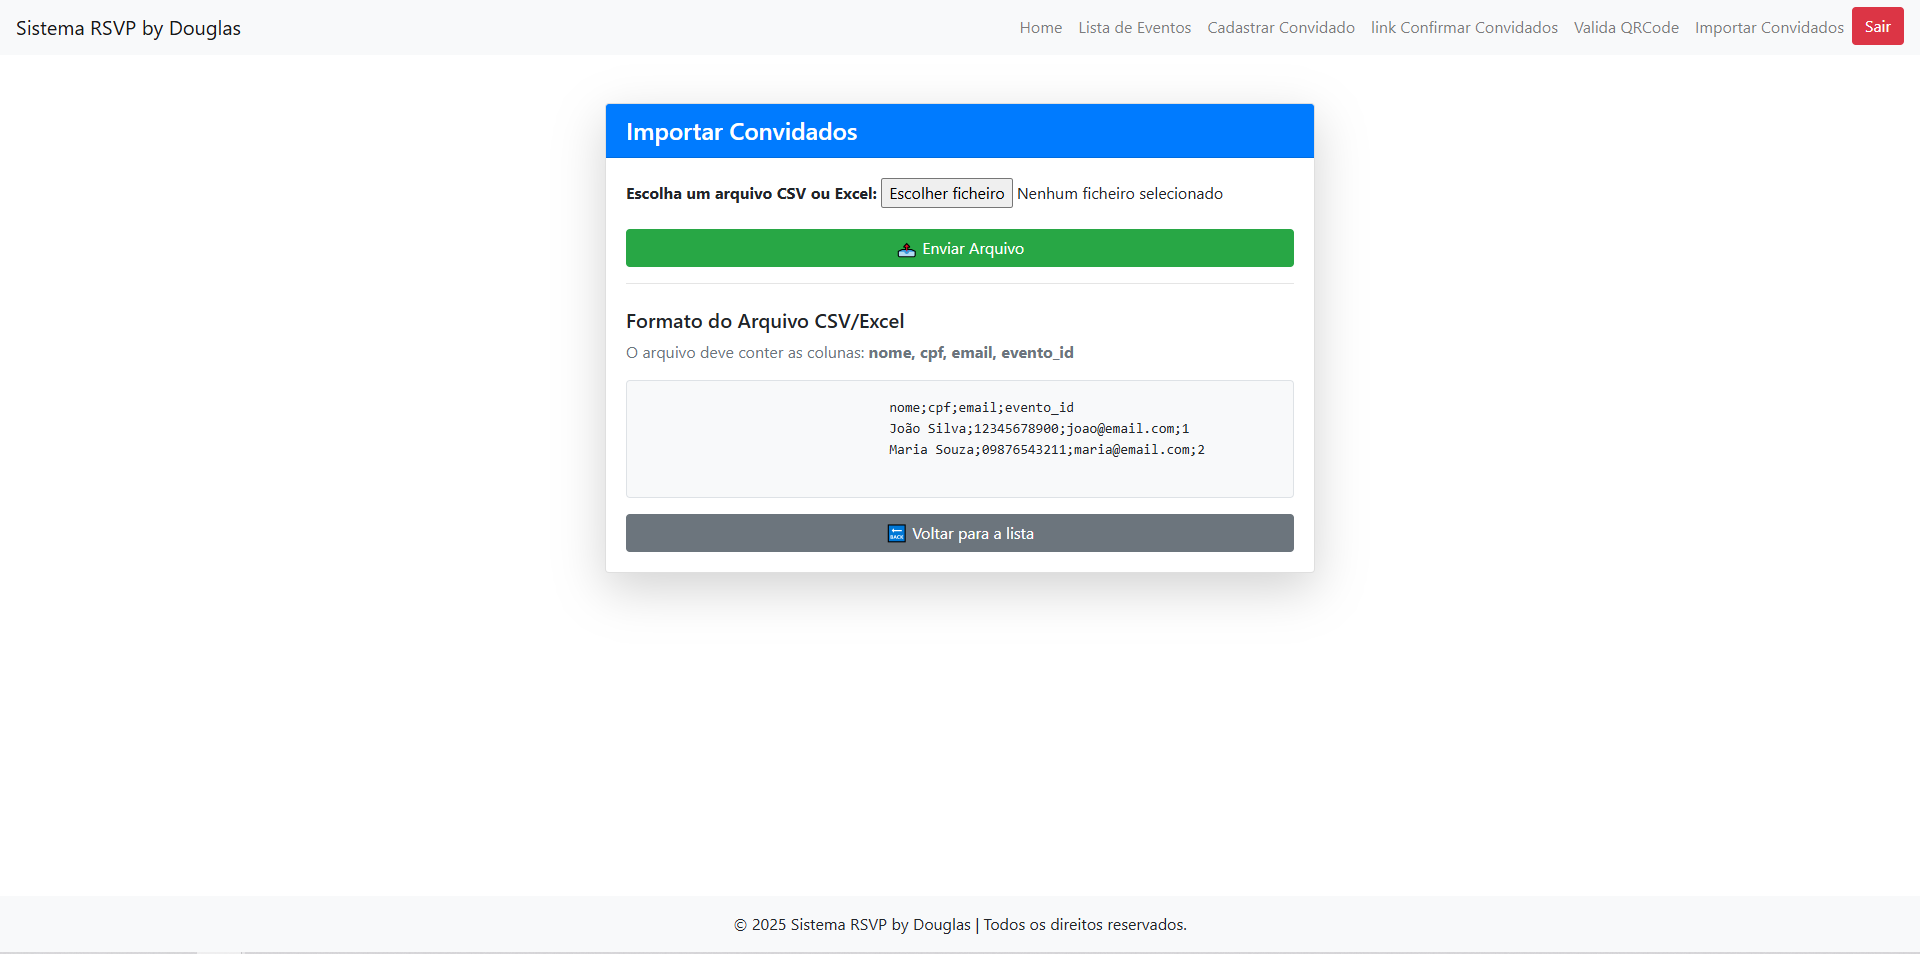 Sistema RSVP by Douglas
Home Lista de Eventos Cadastrar Convidado link Confirmar Convidados Valida QRCode Importar Convidados Sair
Importar Convidados
Escolha um arquivo CSV ou Excel: Escolher ficheiro Nenhum ficheiro selecionado
Enviar Arquivo
Formato do Arquivo CSV/Excel
O arquivo deve conter as colunas: nome, cpf, email, evento_id
nome;cpf;email;evento_id
João Silva;12345678900;joao@email.com;1
Maria Souza;09876543211;maria@email.com;2
BACK Voltar para a lista
© 2025 Sistema RSVP by Douglas | Todos os direitos reservados.